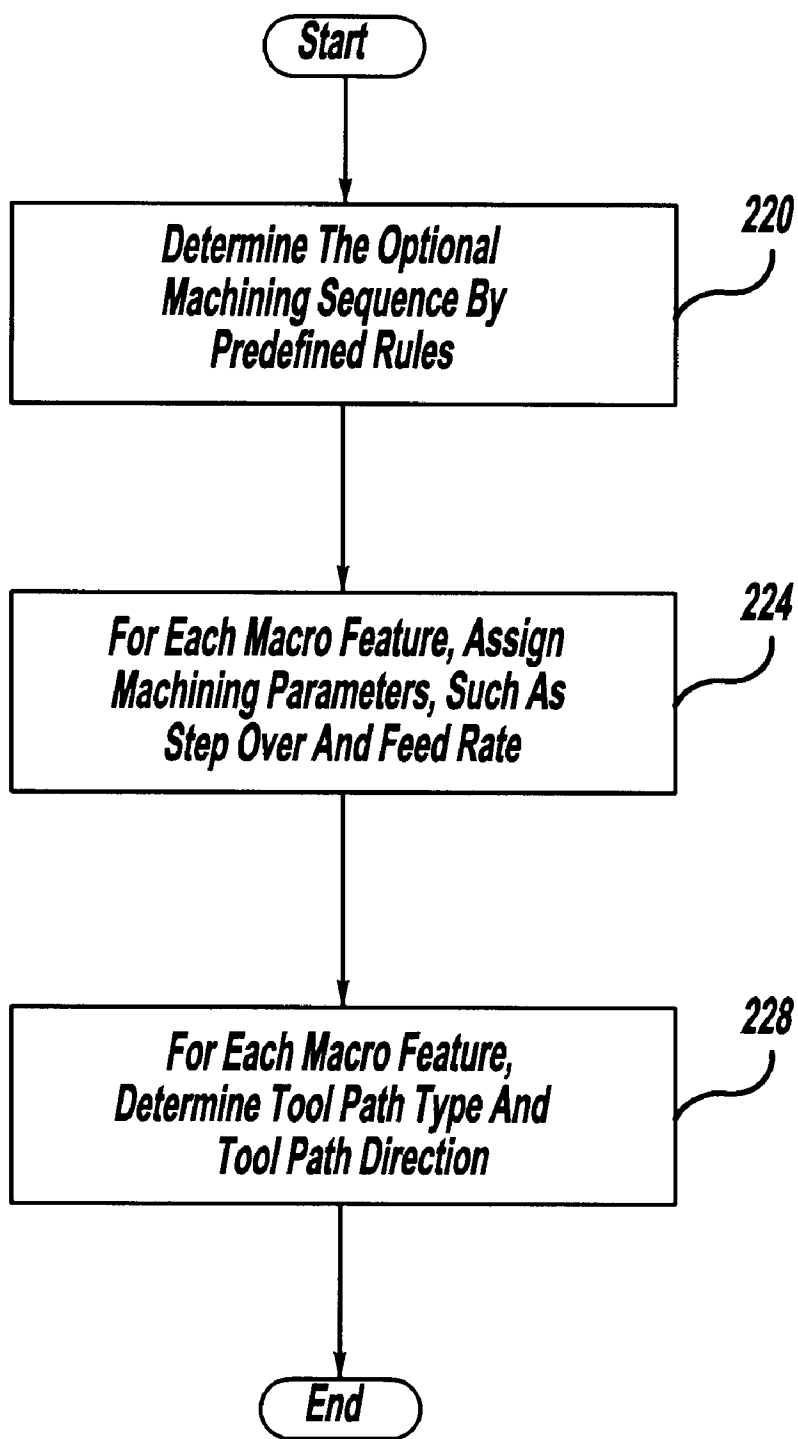 Start
Determine The Optional
Machining Sequence By
Predefined Rules
220
For Each Macro Feature, Assign
Machining Parameters, Such As
Step Over And Feed Rate
224
For Each Macro Feature,
Determine Tool Path Type And
Tool Path Direction
228
End